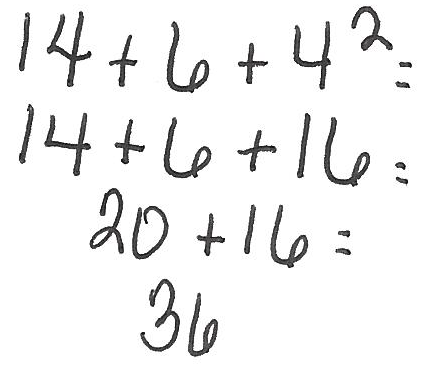 14 + 6 + 4² =
14 + 6 + 16 =
20 + 16 =
36